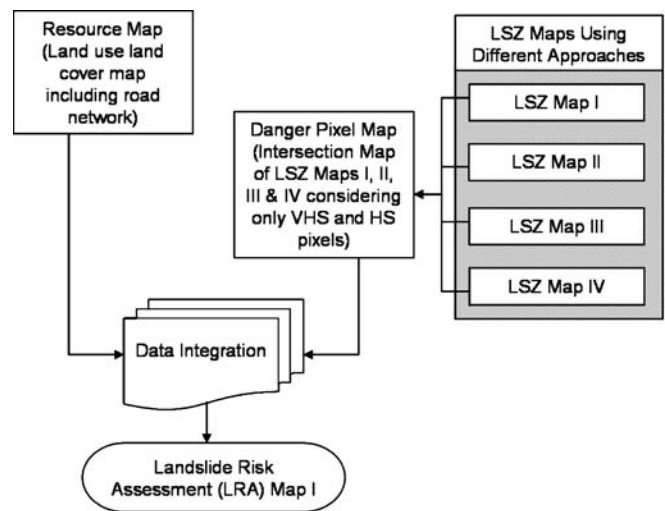 Resource Map
(Land use land
cover map
including road
network)
LSZ Maps Using
Different Approaches
LSZ Map I
LSZ Map II
LSZ Map III
LSZ Map IV
Danger Pixel Map
(Intersection Map
of LSZ Maps I, II,
III & IV considering
only VHS and HS
pixels)
Data Integration
Landslide Risk
Assessment (LRA) Map I